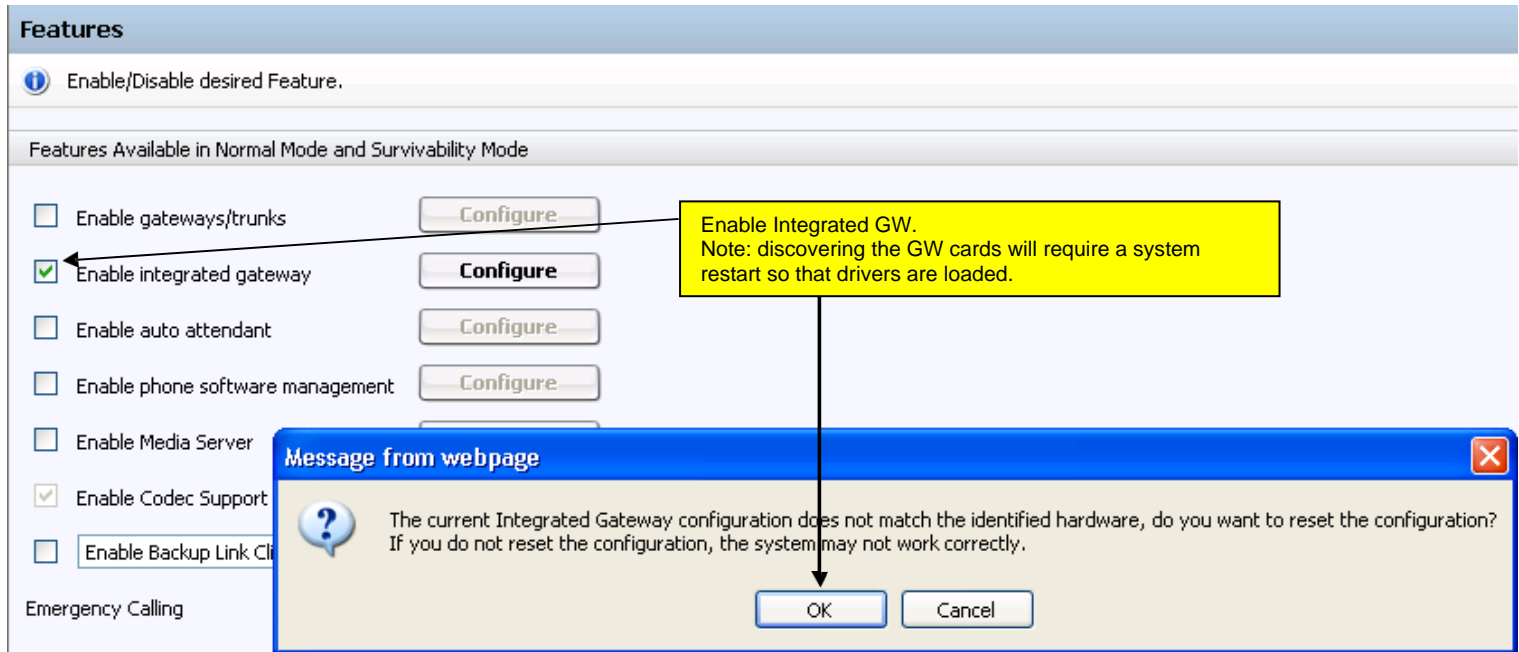 Features
Enable/Disable desired Feature.
Features Available in Normal Mode and Survivability Mode
Enable gateways/trunks
Configure
Enable integrated gateway
Configure
Enable auto attendant
Configure
Enable phone software management
Configure
Enable Media Server
Enable Codec Support
Enable Backup Link
Emergency Calling
Enable Integrated GW.
Note: discovering the GW cards will require a system
restart so that drivers are loaded.
Message from webpage
The current Integrated Gateway configuration does not match the identified hardware, do you want to reset the configuration?
If you do not reset the configuration, the system may not work correctly.
OK
Cancel